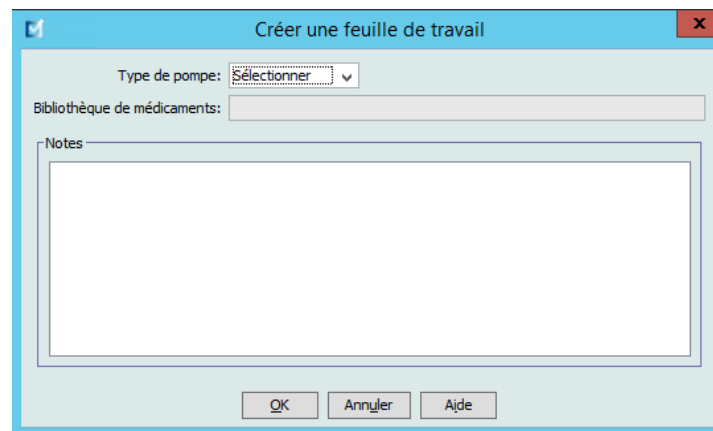 Créer une feuille de travail
x
Type de pompe: Sélectionner
Bibliothèque de médicaments:
Notes
OK Annuler Aide